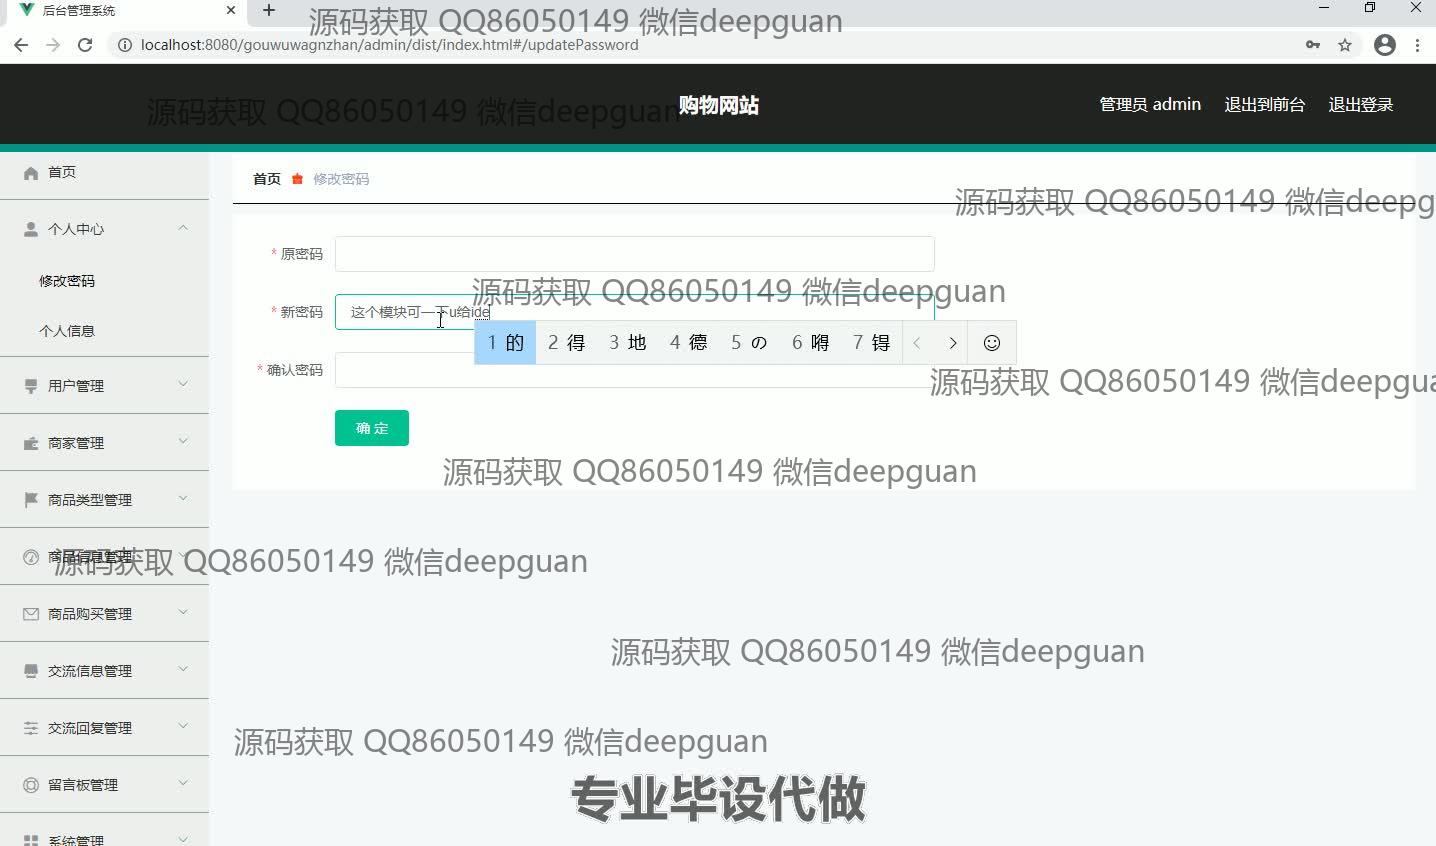 后台管理系统
源码获取 QQ86050149 微信deepguan
localhost:8080/gouwuwagnzhan/admin/dist/index.html#/updatePassword
源码获取 QQ86050149 微信deepguan
购物网站
管理员 admin
退出到前台
退出登录
首页
个人中心
修改密码
个人信息
用户管理
商家管理
商品类型管理
商品信息管理
商品购买管理
交流信息管理
交流回复管理
留言板管理
系统管理
首页 修改密码
源码获取 QQ86050149 微信deepg
* 原密码
源码获取 QQ86050149 微信deepguan
* 新密码 这个模块可一下u给ide
1 的 2 得 3 地 4 德 5 の 6 嘚 7 锝
* 确认密码
源码获取 QQ86050149 微信deepgua
确定
源码获取 QQ86050149 微信deepguan
源码获取 QQ86050149 微信deepguan
源码获取 QQ86050149 微信deepguan
源码获取 QQ86050149 微信deepguan
专业毕设代做